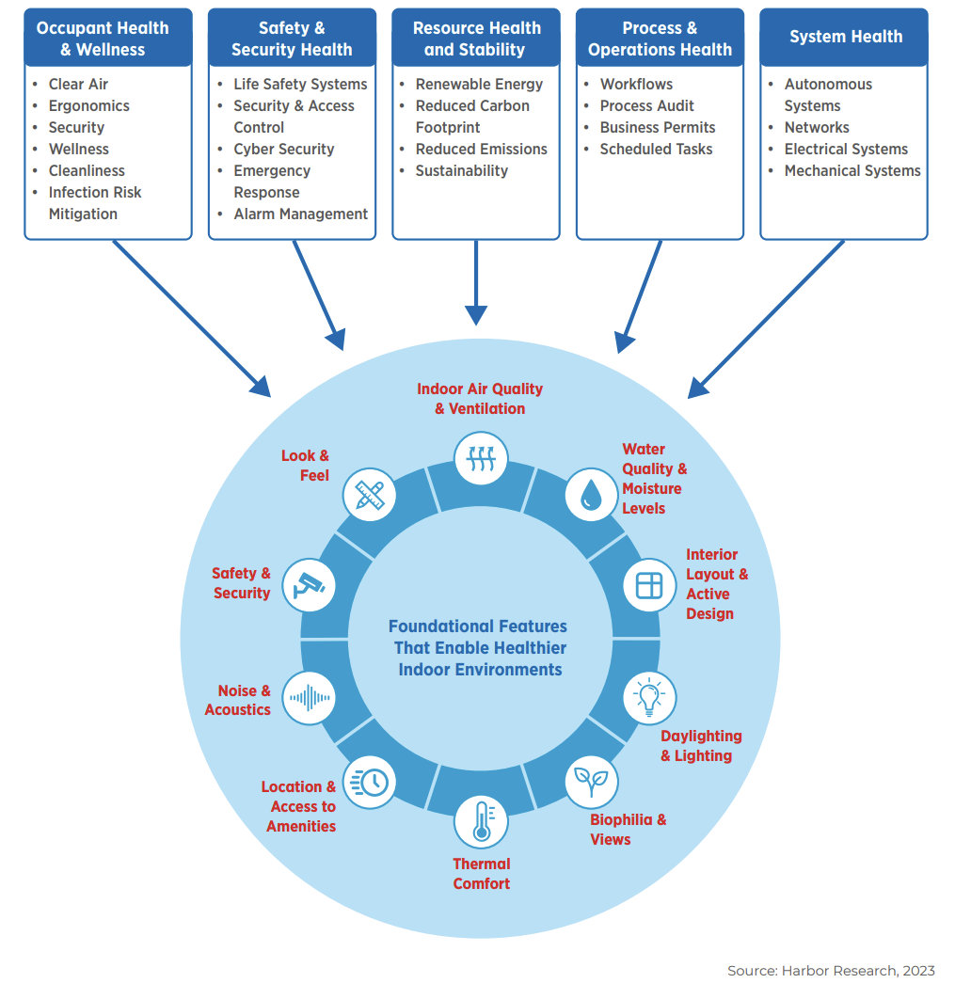 Occupant Health
& Wellness
• Clear Air
• Ergonomics
• Security
• Wellness
• Cleanliness
• Infection Risk
Mitigation
Safety &
Security Health
• Life Safety Systems
• Security & Access
Control
• Cyber Security
• Emergency
Response
• Alarm Management
Resource Health
and Stability
• Renewable Energy
• Reduced Carbon
Footprint
• Reduced Emissions
• Sustainability
Process &
Operations Health
• Workflows
• Process Audit
• Business Permits
• Scheduled Tasks
System Health
• Autonomous
Systems
• Networks
• Electrical Systems
• Mechanical Systems
Indoor Air Quality
& Ventilation
Water
Quality &
Moisture
Levels
Interior
Layout &
Active
Design
Daylighting
& Lighting
Biophilia &
Views
Thermal
Comfort
Location &
Access to
Amenities
Noise &
Acoustics
Safety &
Security
Look &
Feel
Foundational Features
That Enable Healthier
Indoor Environments
Source: Harbor Research, 2023